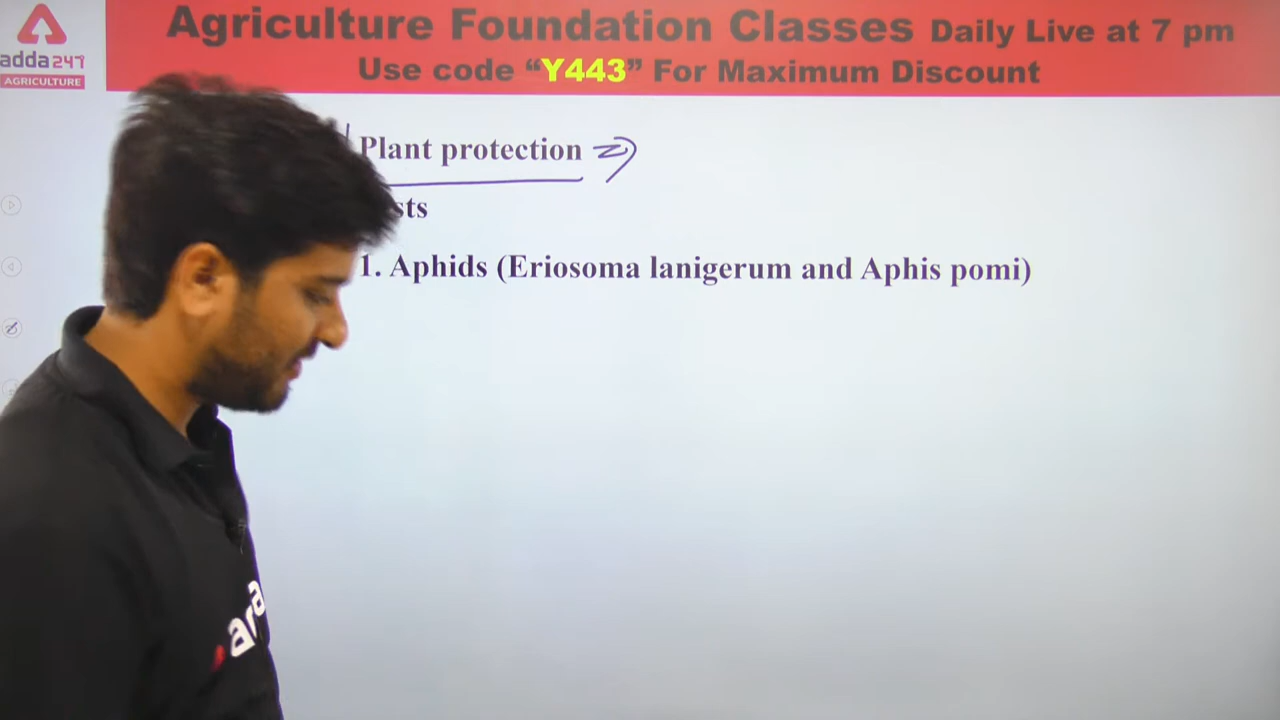 Agriculture Foundation Classes Daily Live at 7 pm
Use code “Y443” For Maximum Discount
adda247
AGRICULTURE
Plant protection
sts
1. Aphids (Eriosoma lanigerum and Aphis pomi)